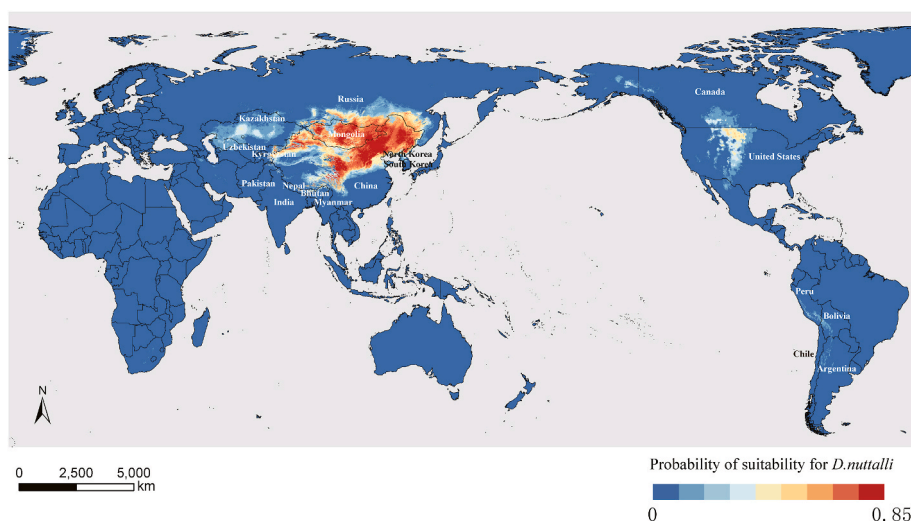 Canada
Russia
Kazakhstan
Mongolia
Uzbekistan
Kyrgyzstan
North Korea
South Korea
United States
Pakistan
Nepal
China
Bhutan
India
Myanmar
Peru
Bolivia
Chile
Argentina
N
0 2,500 5,000
km
Probability of suitability for D.nuttalli
0 0.85